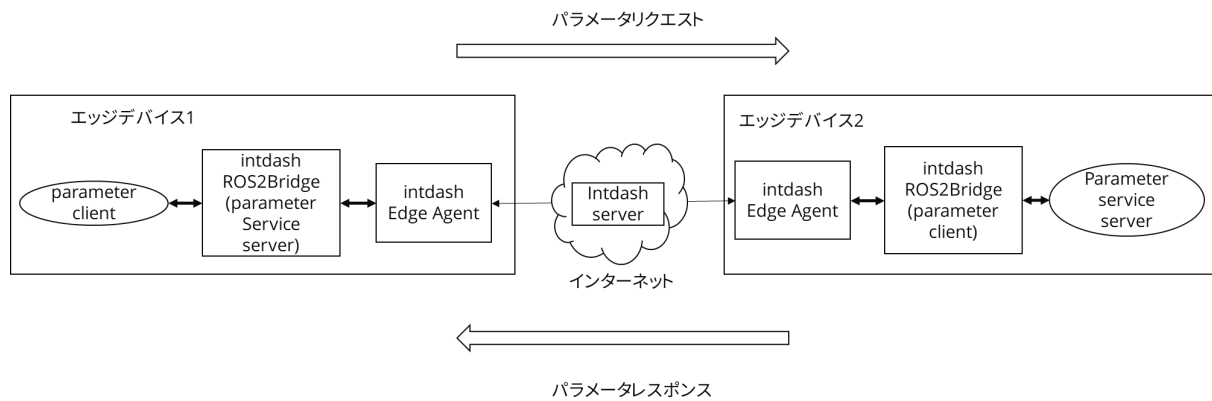 パラメータリクエスト
エッジデバイス1
parameter
client
intdash
ROS2Bridge
(parameter
Service
server)
intdash
Edge Agent
Intdash
server
インターネット
エッジデバイス2
intdash
Edge Agent
intdash
ROS2Bridge
(parameter
client)
Parameter
service
server
パラメータレスポンス